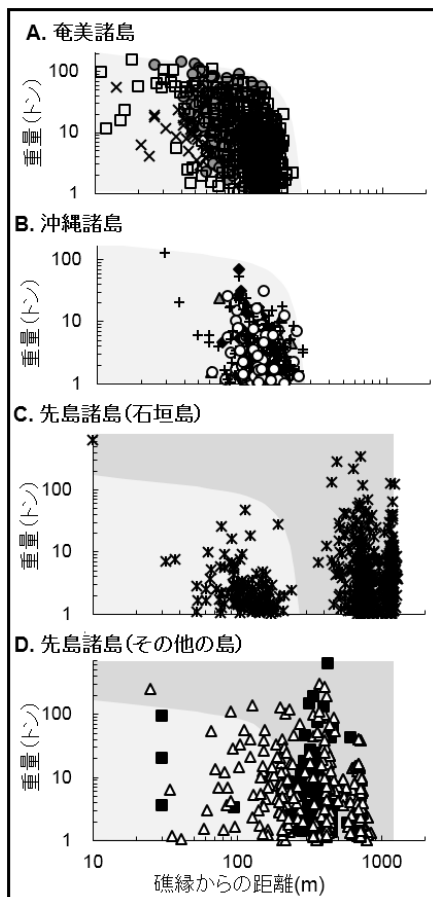 A. 奄美諸島
100
10
1
重量(トン)
B. 沖縄諸島
100
10
1
重量(トン)
C. 先島諸島(石垣島)
100
10
1
重量(トン)
D. 先島諸島(その他の島)
100
10
1
重量(トン)
10 100 1000
礁縁からの距離(m)